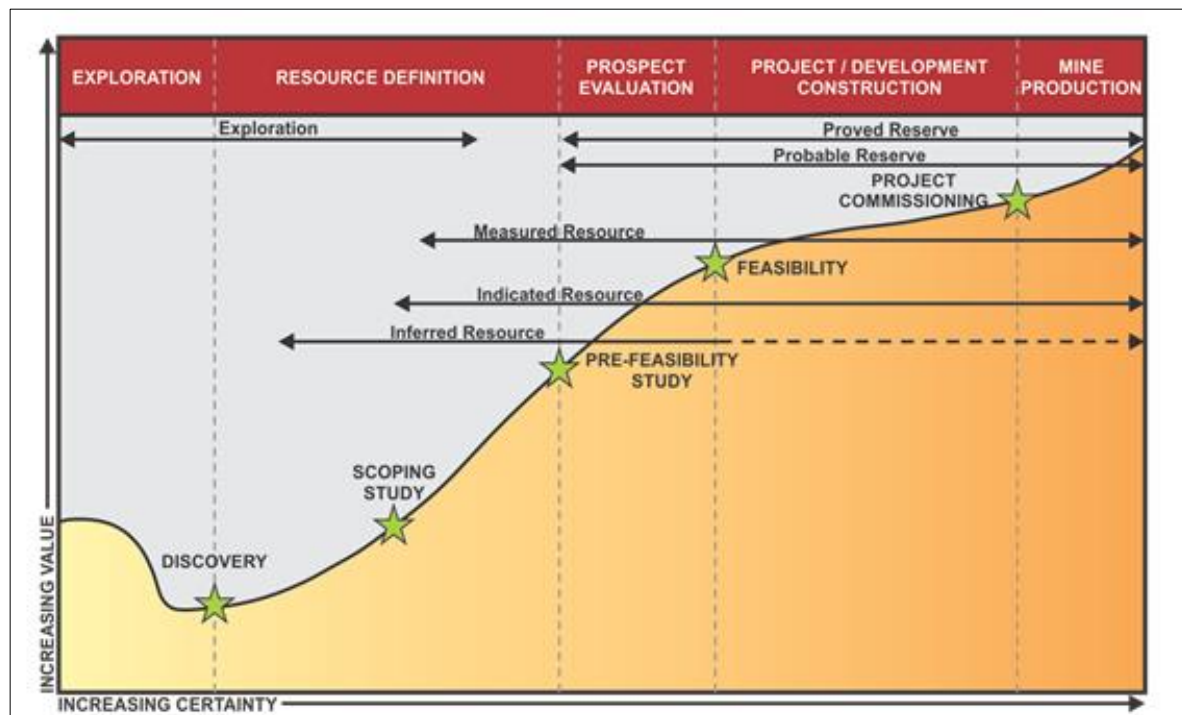 EXPLORATION
RESOURCE DEFINITION
PROSPECT
EVALUATION
PROJECT / DEVELOPMENT
CONSTRUCTION
MINE
PRODUCTION
Exploration
Proved Reserve
Probable Reserve
PROJECT
COMMISSIONING
Measured Resource
FEASIBILITY
Indicated Resource
Inferred Resource
PRE-FEASIBILITY
STUDY
SCOPING
STUDY
DISCOVERY
INCREASING VALUE
INCREASING CERTAINTY